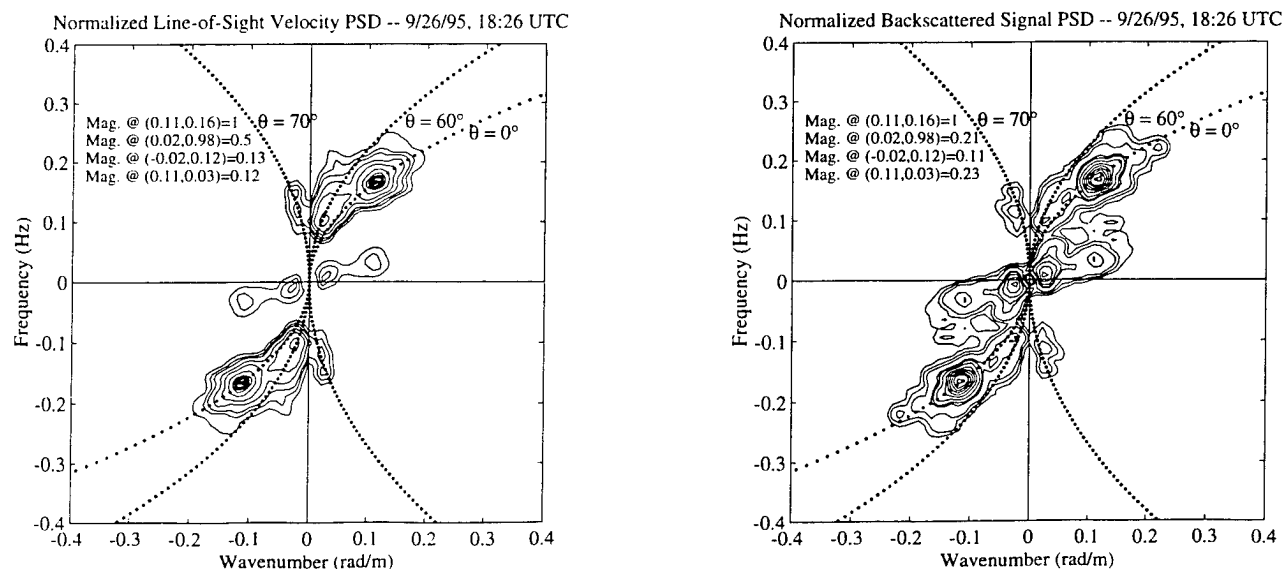 Normalized Line-of-Sight Velocity PSD -- 9/26/95, 18:26 UTC
0.4
0.3
0.2
0.1
0
-0.1
-0.2
-0.3
-0.4
Frequency (Hz)
Mag. @ (0.11,0.16)=1
Mag. @ (0.02,0.98)=0.5
Mag. @ (-0.02,0.12)=0.13
Mag. @ (0.11,0.03)=0.12
θ = 70°
θ = 60°
θ = 0°
-0.4 -0.3 -0.2 -0.1 0 0.1 0.2 0.3 0.4
Wavenumber (rad/m)
Normalized Backscattered Signal PSD -- 9/26/95, 18:26 UTC
0.4
0.3
0.2
0.1
0
-0.1
-0.2
-0.3
-0.4
Frequency (Hz)
Mag. @ (0.11,0.16)=1
Mag. @ (0.02,0.98)=0.21
Mag. @ (-0.02,0.12)=0.11
Mag. @ (0.11,0.03)=0.23
θ = 70°
θ = 60°
θ = 0°
-0.4 -0.3 -0.2 -0.1 0 0.1 0.2 0.3 0.4
Wavenumber (rad/m)